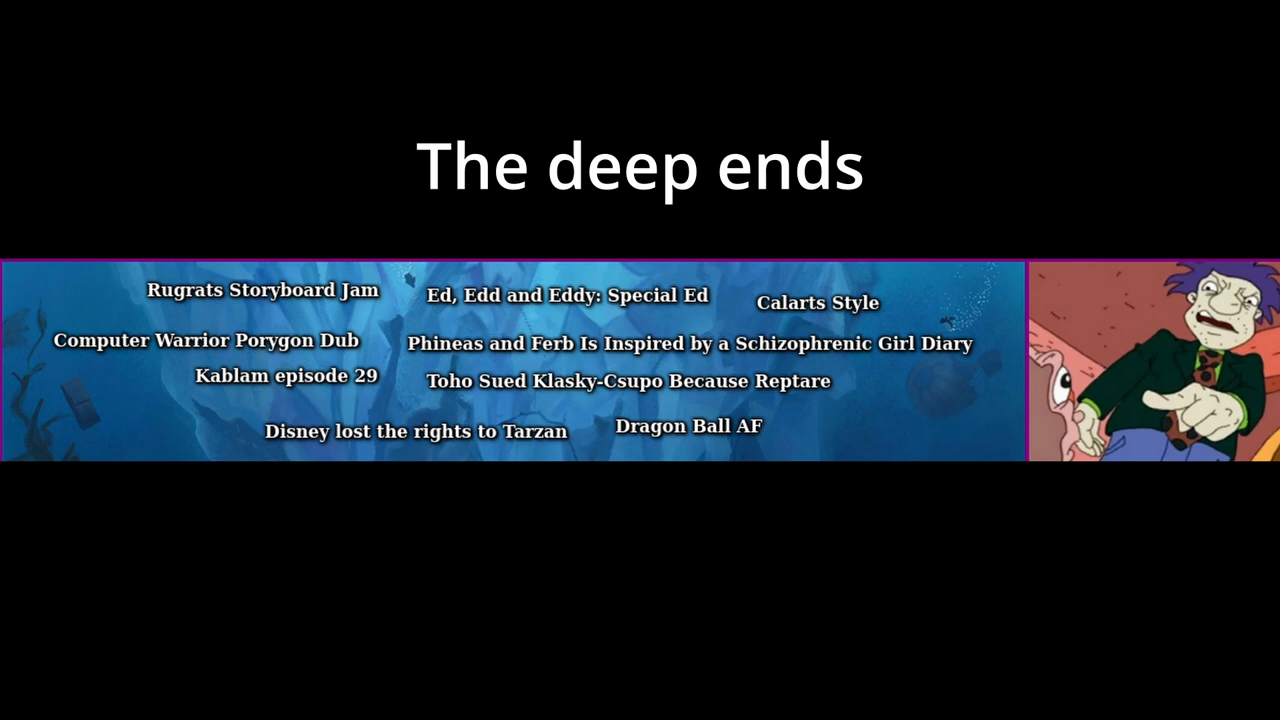 The deep ends
Rugrats Storyboard Jam
Ed, Edd and Eddy: Special Ed
Calarts Style
Computer Warrior Porygon Dub
Phineas and Ferb Is Inspired by a Schizophrenic Girl Diary
Kablam episode 29
Toho Sued Klasky-Csupo Because Reptare
Disney lost the rights to Tarzan
Dragon Ball AF